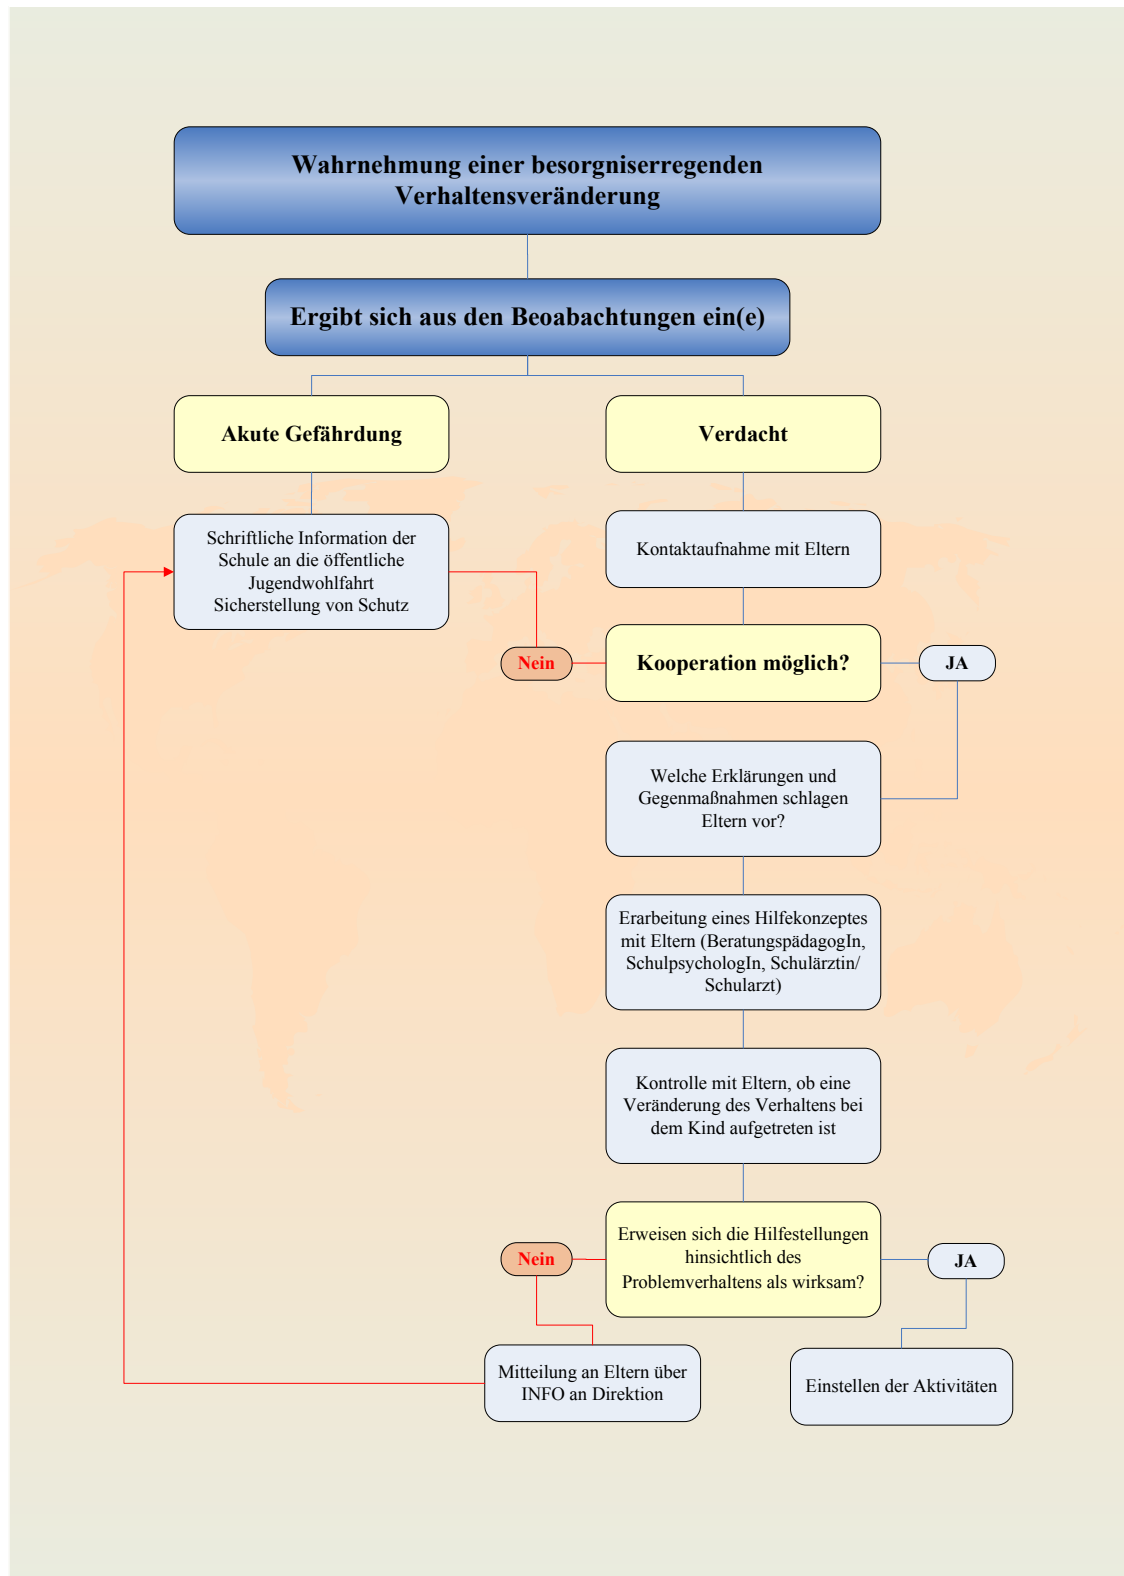 Wahrnehmung einer besorgniserregenden
Verhaltensveränderung
Ergibt sich aus den Beoabachtungen ein(e)
Akute Gefährdung
Verdacht
Schriftliche Information der
Schule an die öffentliche
Jugendwohlfahrt
Sicherstellung von Schutz
Kontaktaufnahme mit Eltern
Nein
Kooperation möglich?
JA
Welche Erklärungen und
Gegenmaßnahmen schlagen
Eltern vor?
Erarbeitung eines Hilfekonzeptes
mit Eltern (BeratungspädagogIn,
SchulpsychologIn, Schulärztin/
Schularzt)
Kontrolle mit Eltern, ob eine
Veränderung des Verhaltens bei
dem Kind aufgetreten ist
Nein
Erweisen sich die Hilfestellungen
hinsichtlich des
Problemverhaltens als wirksam?
JA
Mitteilung an Eltern über
INFO an Direktion
Einstellen der Aktivitäten